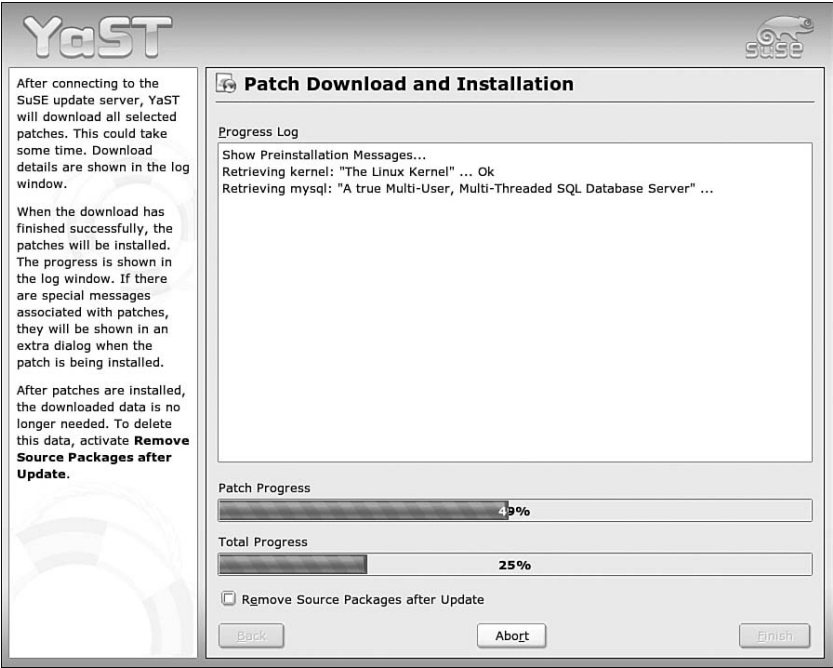 YaST
SuSE
After connecting to the
SuSE update server, YaST
will download all selected
patches. This could take
some time. Download
details are shown in the log
window.
When the download has
finished successfully, the
patches will be installed.
The progress is shown in
the log window. If there
are special messages
associated with patches,
they will be shown in an
extra dialog when the
patch is being installed.
After patches are installed,
the downloaded data is no
longer needed. To delete
this data, activate Remove
Source Packages after
Update.
Patch Download and Installation
Progress Log
Show Preinstallation Messages...
Retrieving kernel: "The Linux Kernel" ... Ok
Retrieving mysql: "A true Multi-User, Multi-Threaded SQL Database Server" ...
Patch Progress
49%
Total Progress
25%
Remove Source Packages after Update
Back
Abort
Finish